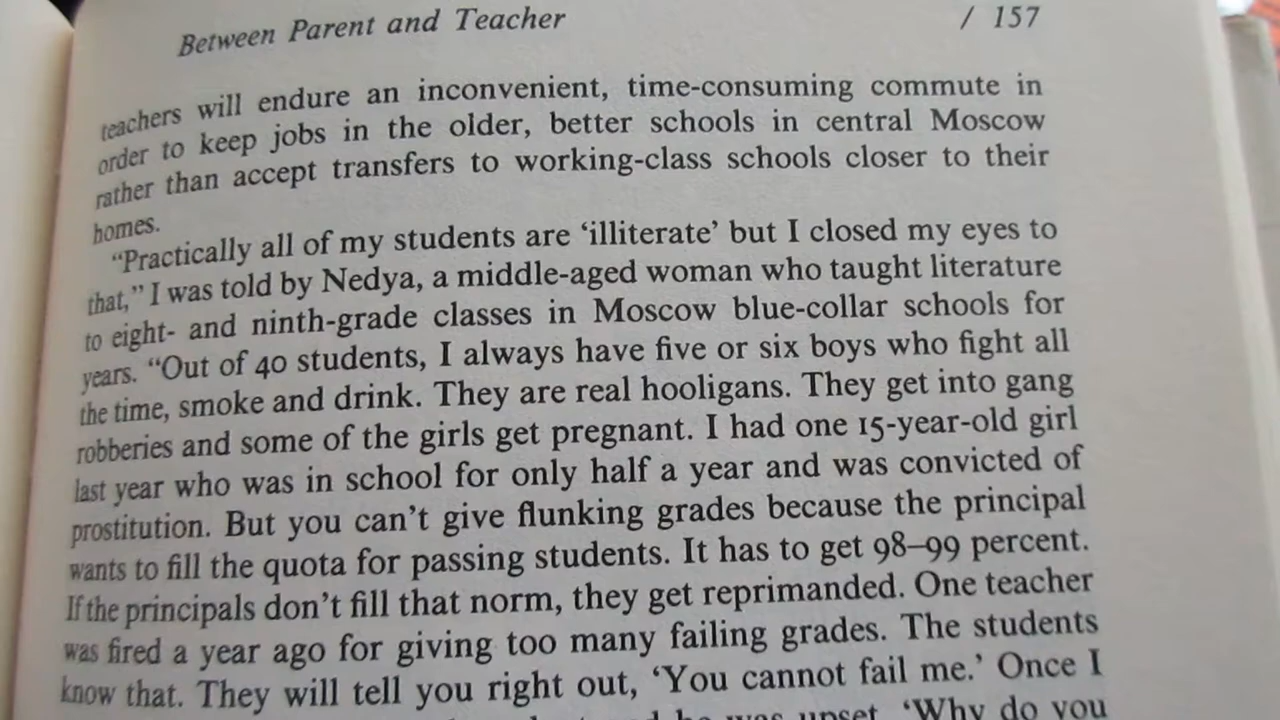 Between Parent and Teacher / 157
teachers will endure an inconvenient, time-consuming commute in
order to keep jobs in the older, better schools in central Moscow
rather than accept transfers to working-class schools closer to their
homes.
“Practically all of my students are ‘illiterate’ but I closed my eyes to
that,” I was told by Nedya, a middle-aged woman who taught literature
to eight- and ninth-grade classes in Moscow blue-collar schools for
years. “Out of 40 students, I always have five or six boys who fight all
the time, smoke and drink. They are real hooligans. They get into gang
robberies and some of the girls get pregnant. I had one 15-year-old girl
last year who was in school for only half a year and was convicted of
prostitution. But you can’t give flunking grades because the principal
wants to fill the quota for passing students. It has to get 98–99 percent.
If the principals don’t fill that norm, they get reprimanded. One teacher
was fired a year ago for giving too many failing grades. The students
know that. They will tell you right out, ‘You cannot fail me.’ Once I
and he was upset. ‘Why do you